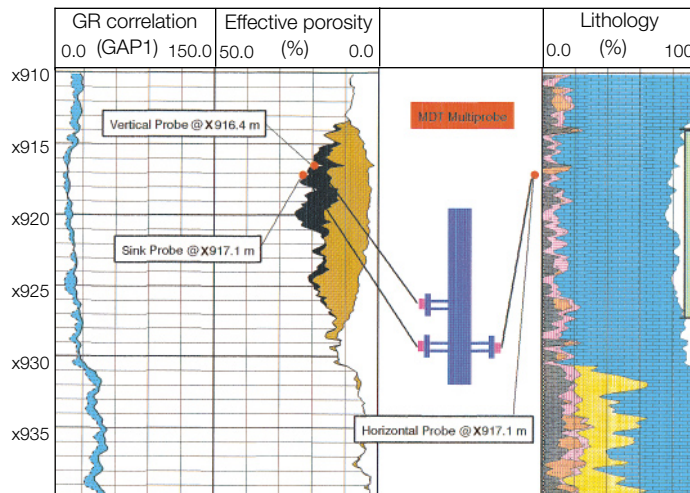 GR correlation
(GAP1)
0.0
150.0
Effective porosity
(%)
50.0
0.0
Lithology
(%)
0.0
100
x910
x915
x920
x925
x930
x935
Vertical Probe @ X916.4 m
Sink Probe @X917.1 m
MDT Multiprobe
Horizontal Probe @X917.1 m